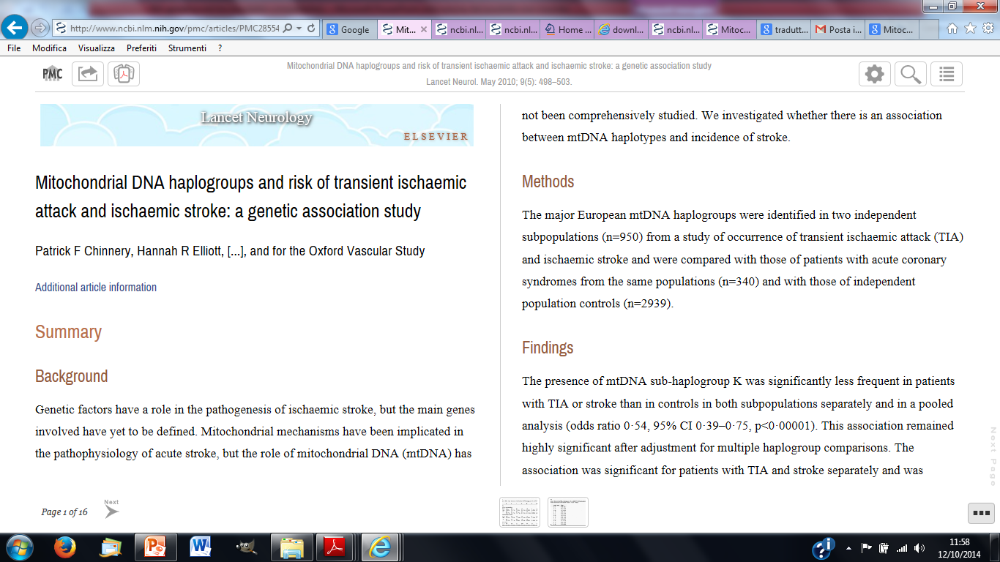 http://www.ncbi.nlm.nih.gov/pmc/articles/PMC28554
Google
Mit...
ncbi.nl...
ncbi.nl...
Home ...
downl...
ncbi.nl...
Mitoc...
tradutt...
Posta i...
Mitoc...
File Modifica Visualizza Preferiti Strumenti ?
PMC
Mitochondrial DNA haplogroups and risk of transient ischaemic attack and ischaemic stroke: a genetic association study
Lancet Neurol. May 2010; 9(5): 498–503.
Lancet Neurology
ELSEVIER
Mitochondrial DNA haplogroups and risk of transient ischaemic
attack and ischaemic stroke: a genetic association study
Patrick F Chinnery, Hannah R Elliott, [...], and for the Oxford Vascular Study
Additional article information
Summary
Background
Genetic factors have a role in the pathogenesis of ischaemic stroke, but the main genes
involved have yet to be defined. Mitochondrial mechanisms have been implicated in
the pathophysiology of acute stroke, but the role of mitochondrial DNA (mtDNA) has
not been comprehensively studied. We investigated whether there is an association
between mtDNA haplotypes and incidence of stroke.
Methods
The major European mtDNA haplogroups were identified in two independent
subpopulations (n=950) from a study of occurrence of transient ischaemic attack (TIA)
and ischaemic stroke and were compared with those of patients with acute coronary
syndromes from the same populations (n=340) and with those of independent
population controls (n=2939).
Findings
The presence of mtDNA sub-haplogroup K was significantly less frequent in patients
with TIA or stroke than in controls in both subpopulations separately and in a pooled
analysis (odds ratio 0·54, 95% CI 0·39–0·75, p<0·00001). This association remained
highly significant after adjustment for multiple haplogroup comparisons. The
association was significant for patients with TIA and stroke separately and was
Next Page
Page 1 of 16
Next
11:58
12/10/2014